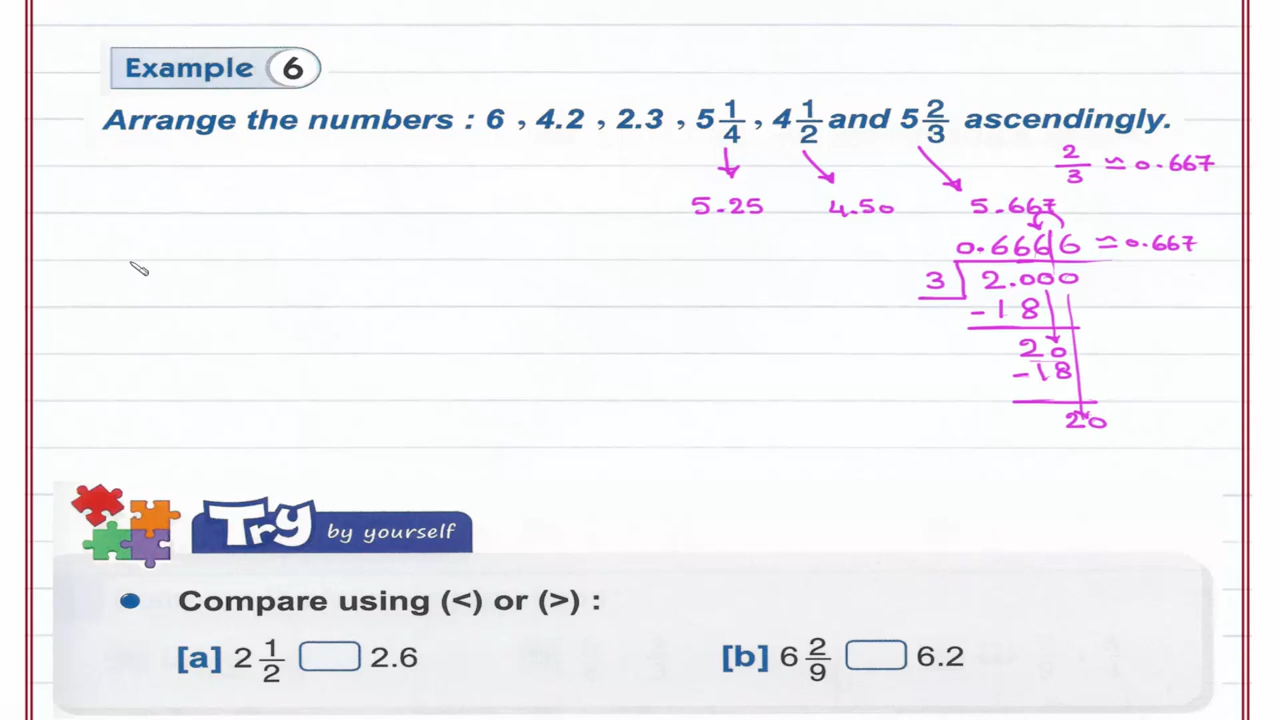 Example 6
Arrange the numbers : 6 , 4.2 , 2.3 , 5 1/4 , 4 1/2 and 5 2/3 ascendingly.
2/3 ≃ 0.667
5.25 4.50 5.667
0.6666 ≃ 0.667
3 2.000
-18
20
-18
20
Try by yourself
Compare using (<) or (>) :
[a] 2 1/2 2.6 [b] 6 2/9 6.2